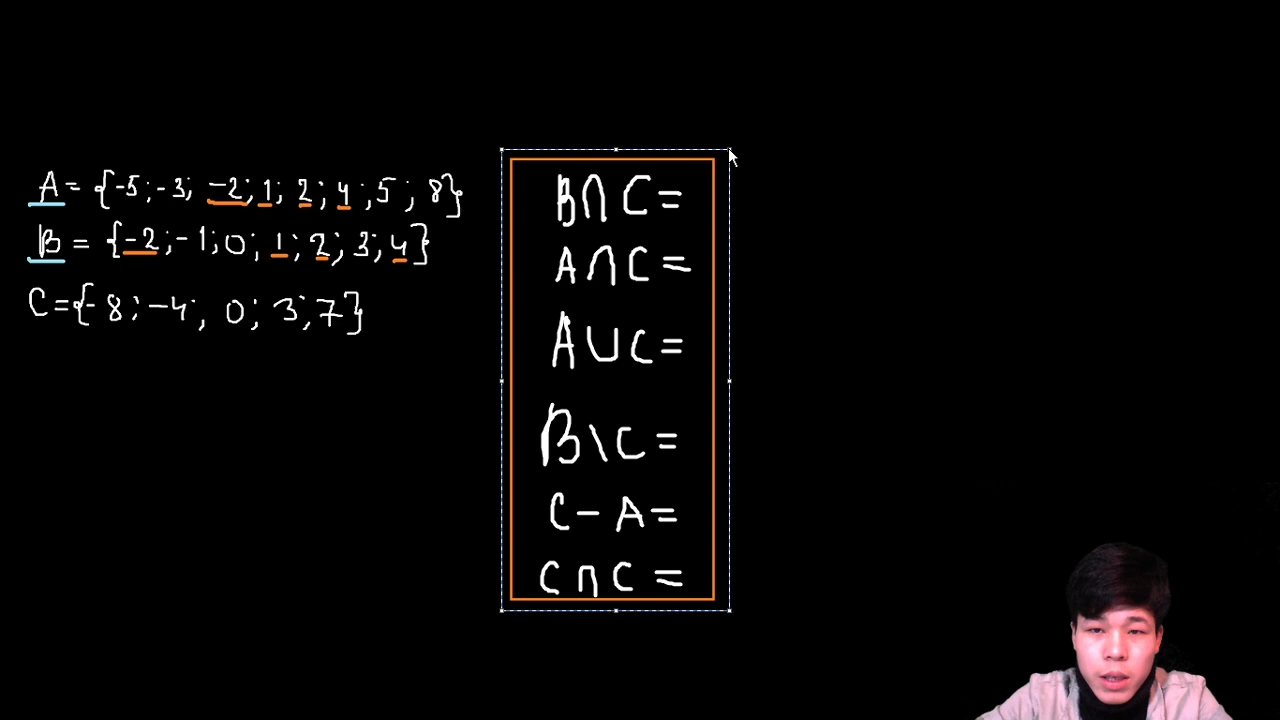 A = {-5; -3; -2; 1; 2; 4; 5; 8}
B = {-2; -1; 0; 1; 2; 3; 4}
C = {-8; -4; 0; 3; 7}
B∩C=
A∩C=
A∪C=
B\C=
C-A=
C∩C=